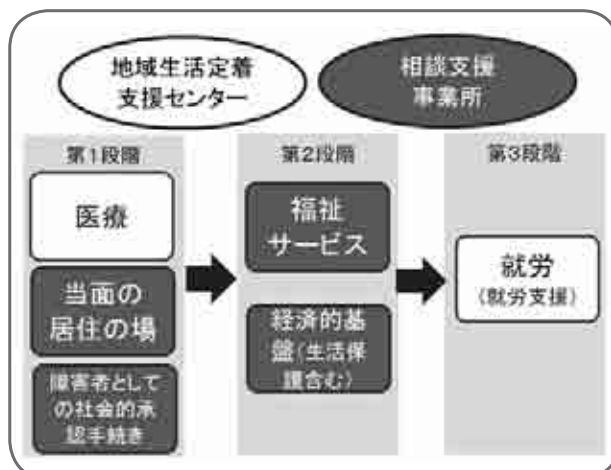 地域生活定着
支援センター
相談支援
事業所
第1段階
医療
当面の
居住の場
障害者として
の社会的承
認手続き
第2段階
福祉
サービス
経済的基
盤(生活保
護含む)
第3段階
就労
(就労支援)